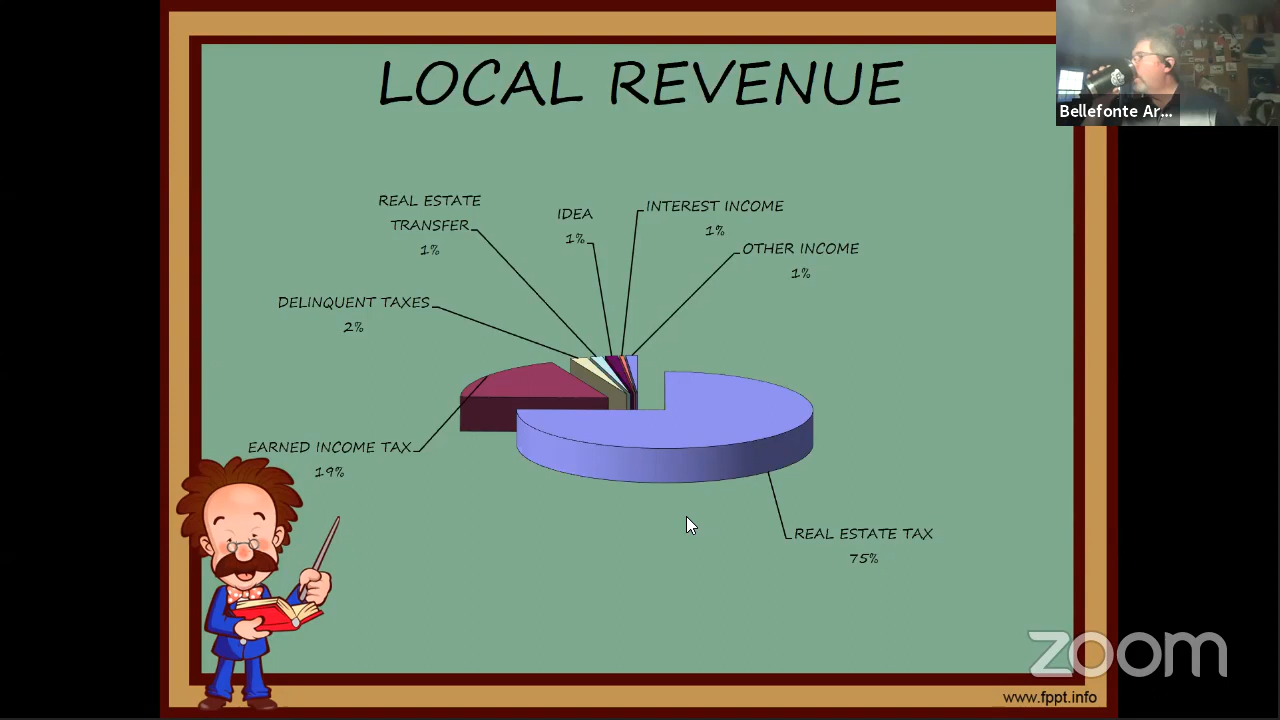 LOCAL REVENUE
Bellefonte Ar...
REAL ESTATE
TRANSFER
1%
IDEA
1%
INTEREST INCOME
1%
OTHER INCOME
1%
DELINQUENT TAXES
2%
EARNED INCOME TAX
19%
REAL ESTATE TAX
75%
zoom
www.fppt.info